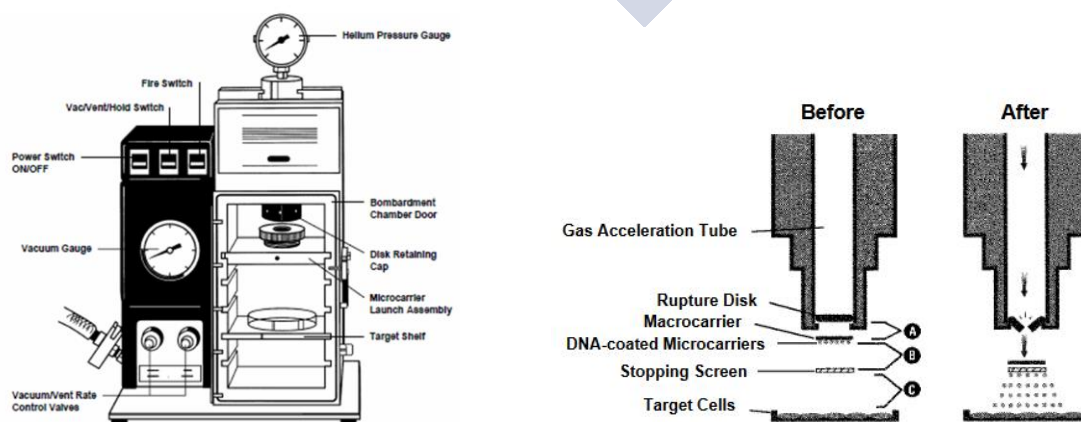 Helium Pressure Gauge
Fire Switch
Vac/Vent/Hold Switch
Power Switch
ON/OFF
Bombardment
Chamber Door
Vacuum Gauge
Disk Retaining
Cap
Microcarrier
Launch Assembly
Target Shelf
Vacuum/Vent Rate
Control Valves
Before
After
Gas Acceleration Tube
Rupture Disk
Macrocarrier
A
DNA-coated Microcarriers
B
Stopping Screen
C
Target Cells